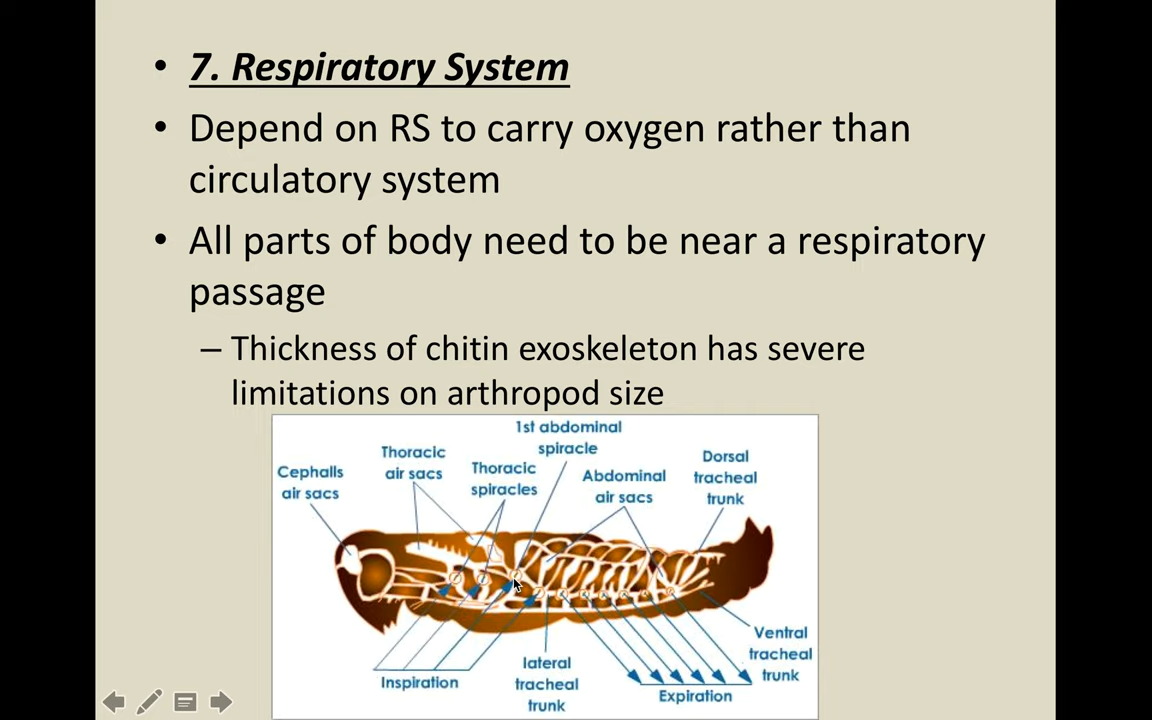 • 7. Respiratory System
• Depend on RS to carry oxygen rather than
circulatory system
• All parts of body need to be near a respiratory
passage
– Thickness of chitin exoskeleton has severe
limitations on arthropod size
1st abdominal
spiracle
Thoracic
air sacs
Cephalls
air sacs
Thoracic
spiracles
Abdominal
air sacs
Dorsal
tracheal
trunk
Inspiration
lateral
tracheal
trunk
Expiration
Ventral
tracheal
trunk